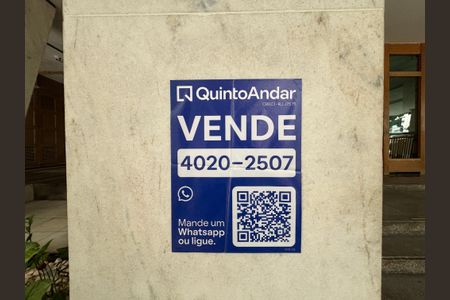 QuintoAndar
VENDE
4020-2507
Mande um
Whatsapp
ou ligue.